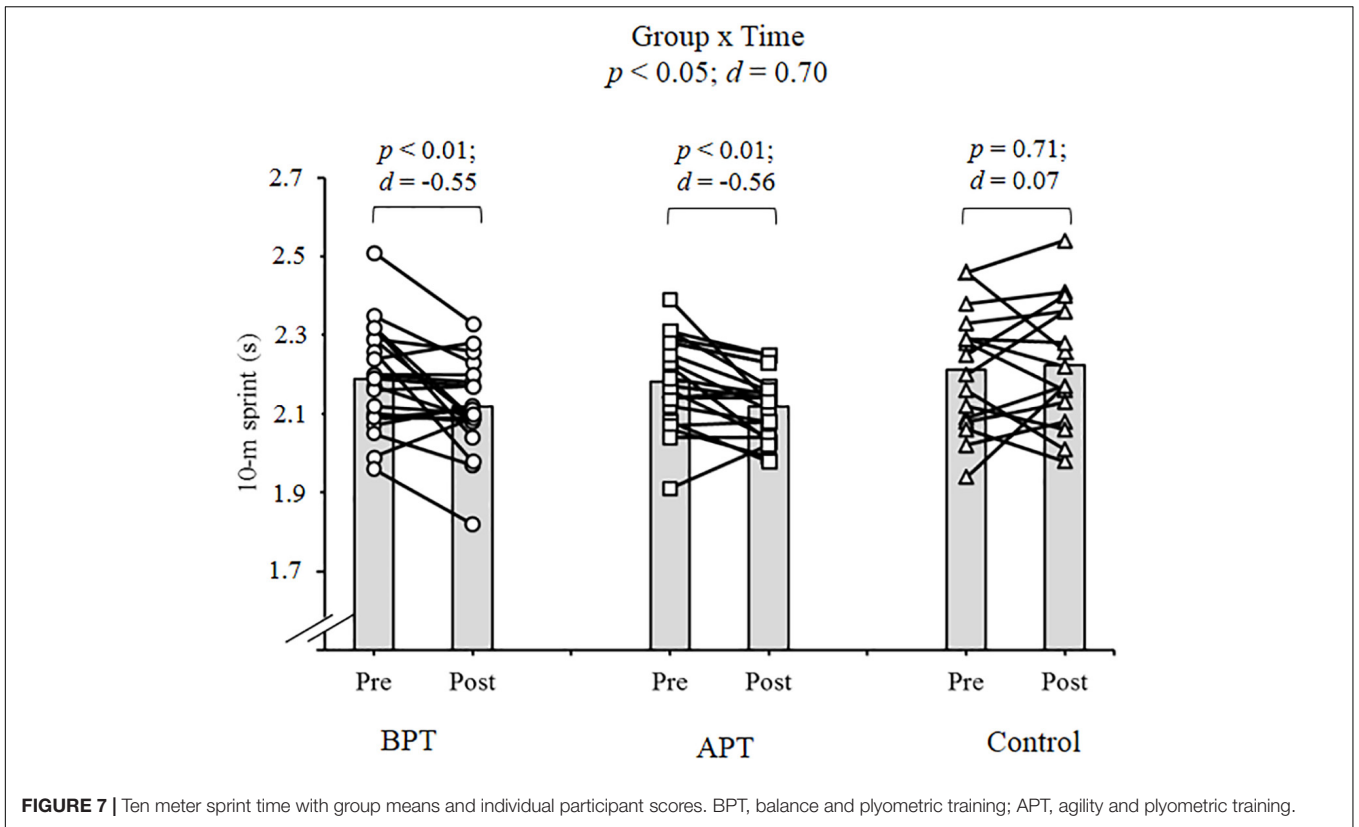 Group x Time
p < 0.05; d = 0.70
p < 0.01;
d = -0.55
p < 0.01;
d = -0.56
p = 0.71;
d = 0.07
10-m sprint (s)
2.7
2.5
2.3
2.1
1.9
1.7
Pre Post Pre Post Pre Post
BPT APT Control
FIGURE 7 | Ten meter sprint time with group means and individual participant scores. BPT, balance and plyometric training; APT, agility and plyometric training.